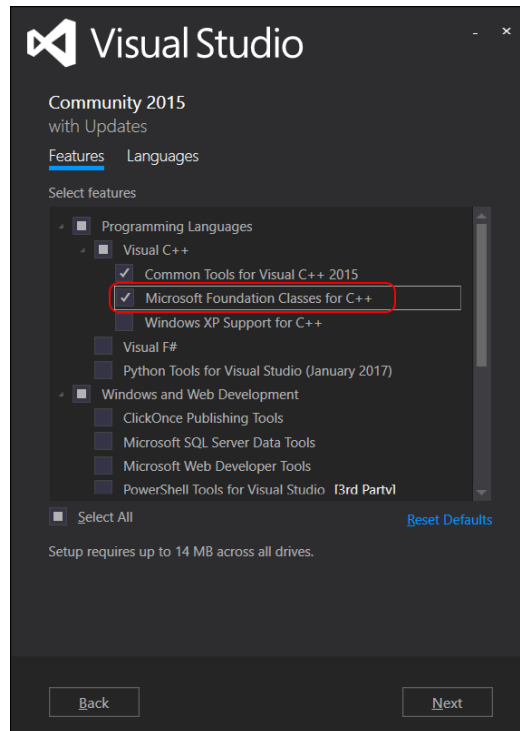 Visual Studio
Community 2015
with Updates
Features Languages
Select features
Programming Languages
Visual C++
Common Tools for Visual C++ 2015
Microsoft Foundation Classes for C++
Windows XP Support for C++
Visual F#
Python Tools for Visual Studio (January 2017)
Windows and Web Development
ClickOnce Publishing Tools
Microsoft SQL Server Data Tools
Microsoft Web Developer Tools
PowerShell Tools for Visual Studio [3rd Party]
Select All Reset Defaults
Setup requires up to 14 MB across all drives.
Back Next